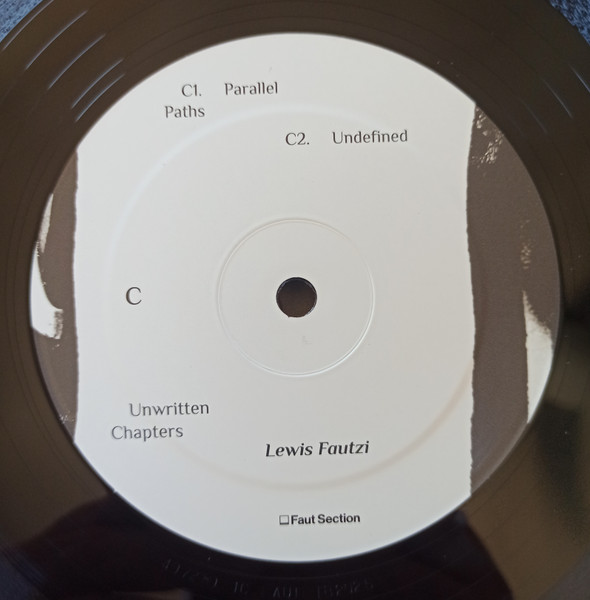 C1. Parallel
Paths
C2. Undefined
C
Unwritten
Chapters
Lewis Fautzi
Faut Section